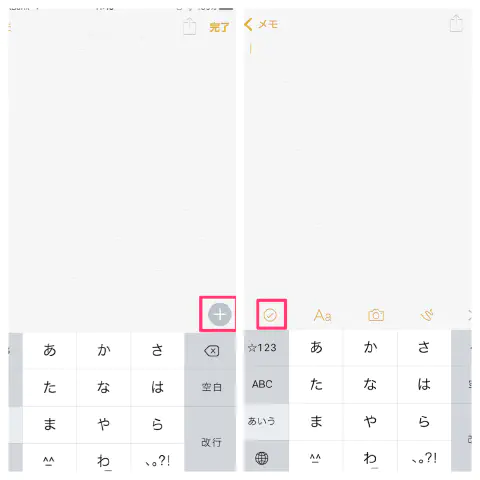 完了
あ か さ
た な は 空白
ま や ら
改行
^^ わ 、。?!
メモ
Aa
☆123 あ か さ
ABC た な は
あいう ま や ら
^^ わ 、。?!